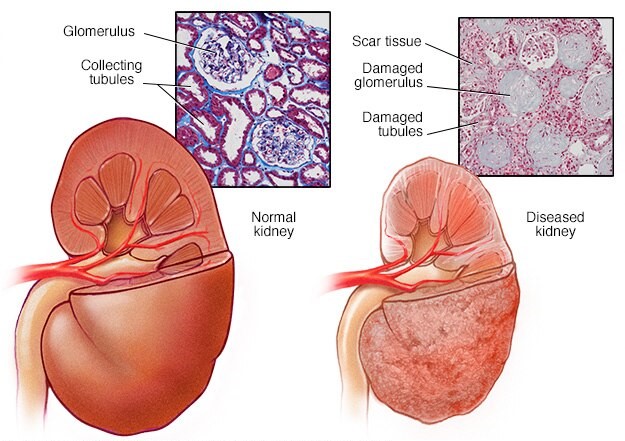 Glomerulus
Collecting
tubules
Normal
kidney
Scar tissue
Damaged
glomerulus
Damaged
tubules
Diseased
kidney